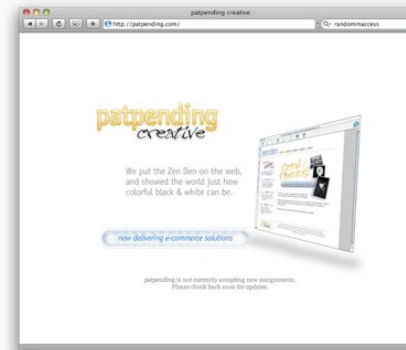 patpending creative
http://patpending.com/
randommaccess
patpending
creative
We put the Zen Den on the web,
and showed the world just how
colorful black & white can be.
Grand
Opening
now delivering e-commerce solutions
patpending is not currently accepting new assignments.
Please check back soon for updates.